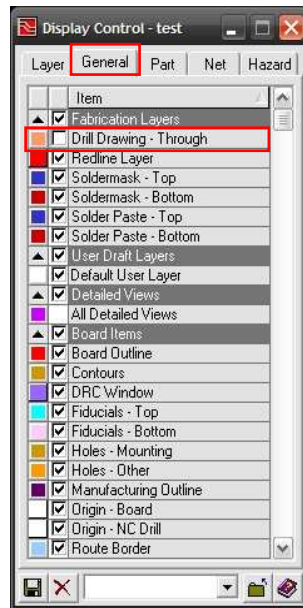 Display Control - test
Layer General Part Net Hazard
Item
Fabrication Layers
Drill Drawing - Through
Redline Layer
Soldermask - Top
Soldermask - Bottom
Solder Paste - Top
Solder Paste - Bottom
User Draft Layers
Default User Layer
Detailed Views
All Detailed Views
Board Items
Board Outline
Contours
DRC Window
Fiducials - Top
Fiducials - Bottom
Holes - Mounting
Holes - Other
Manufacturing Outline
Origin - Board
Origin - NC Drill
Route Border